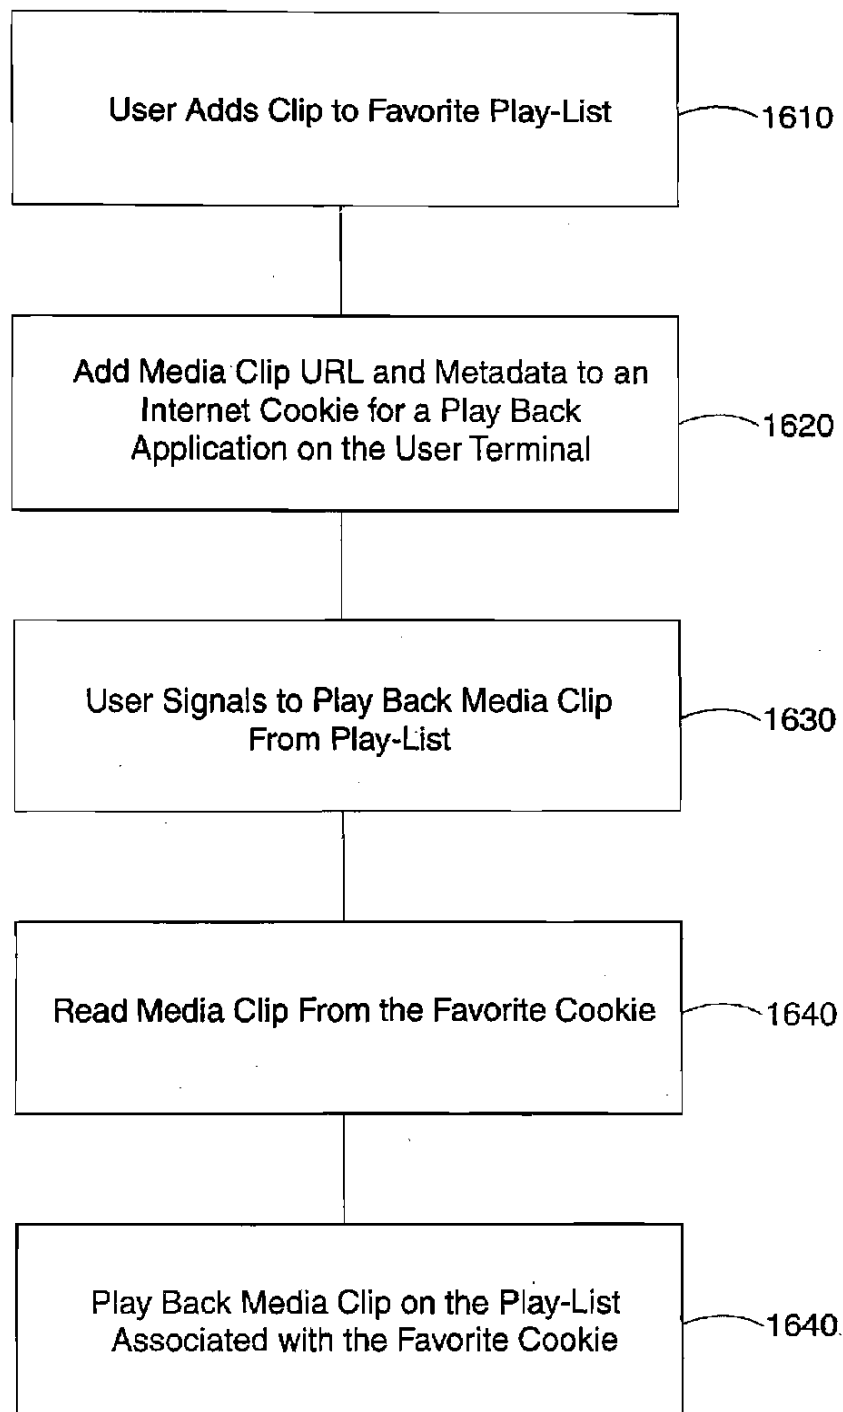 User Adds Clip to Favorite Play-List
1610
Add Media Clip URL and Metadata to an
Internet Cookie for a Play Back
Application on the User Terminal
1620
User Signals to Play Back Media Clip
From Play-List
1630
Read Media Clip From the Favorite Cookie
1640
Play Back Media Clip on the Play-List
Associated with the Favorite Cookie
1640